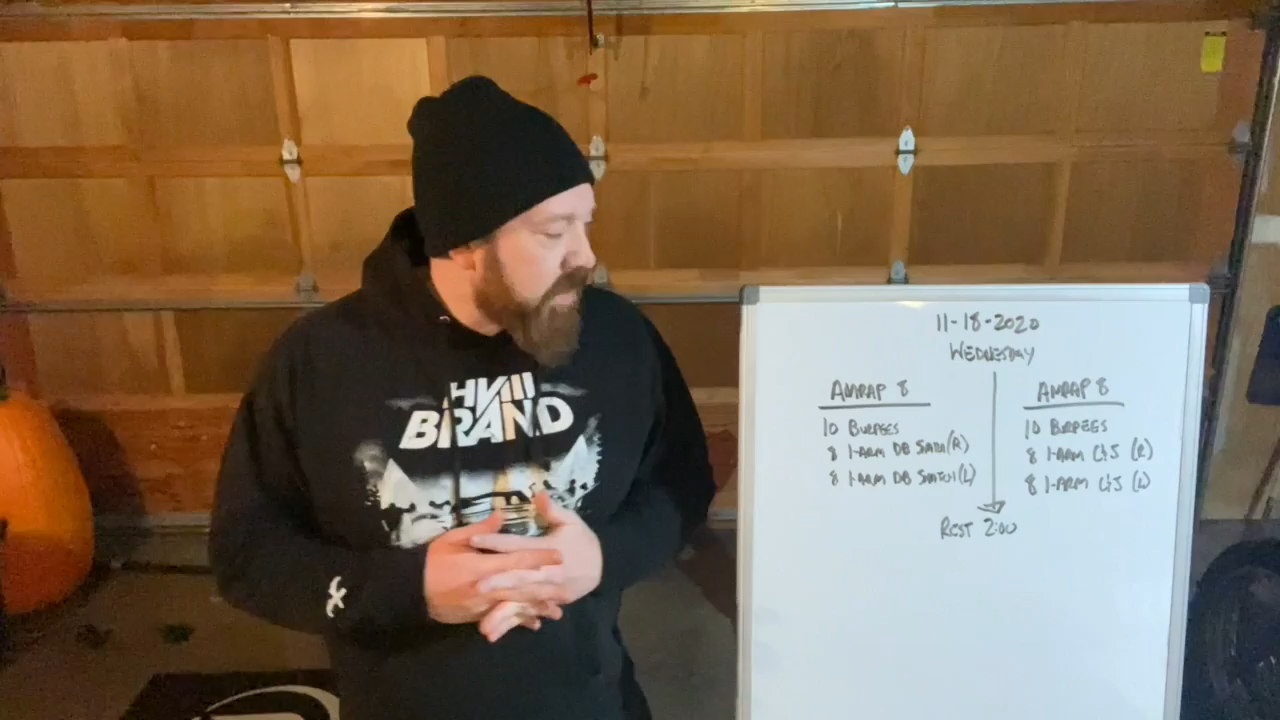 HVIII
BRAND
11-18-2020
WEDNESDAY
AMRAP 8
10 BURPEES
8 1-ARM DB SNATCH (R)
8 1-ARM DB SNATCH (L)
AMRAP 8
10 BURPEES
8 1-ARM C&J (R)
8 1-ARM C&J (L)
REST 2:00